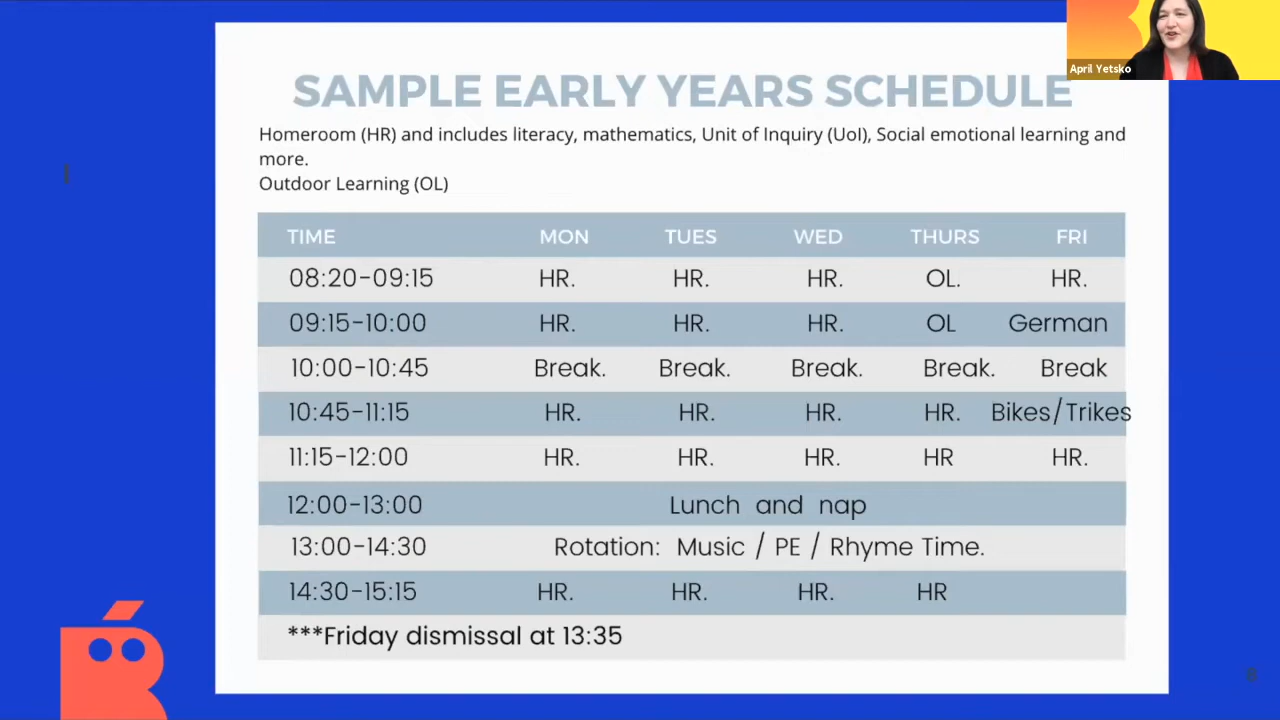 April Yetsko
SAMPLE EARLY YEARS SCHEDULE
Homeroom (HR) and includes literacy, mathematics, Unit of Inquiry (UoI), Social emotional learning and
more.
Outdoor Learning (OL)
TIME MON TUES WED THURS FRI
08:20-09:15 HR. HR. HR. OL. HR.
09:15-10:00 HR. HR. HR. OL German
10:00-10:45 Break. Break. Break. Break. Break
10:45-11:15 HR. HR. HR. HR. Bikes/Trikes
11:15-12:00 HR. HR. HR. HR HR.
12:00-13:00 Lunch and nap
13:00-14:30 Rotation: Music / PE / Rhyme Time.
14:30-15:15 HR. HR. HR. HR
***Friday dismissal at 13:35